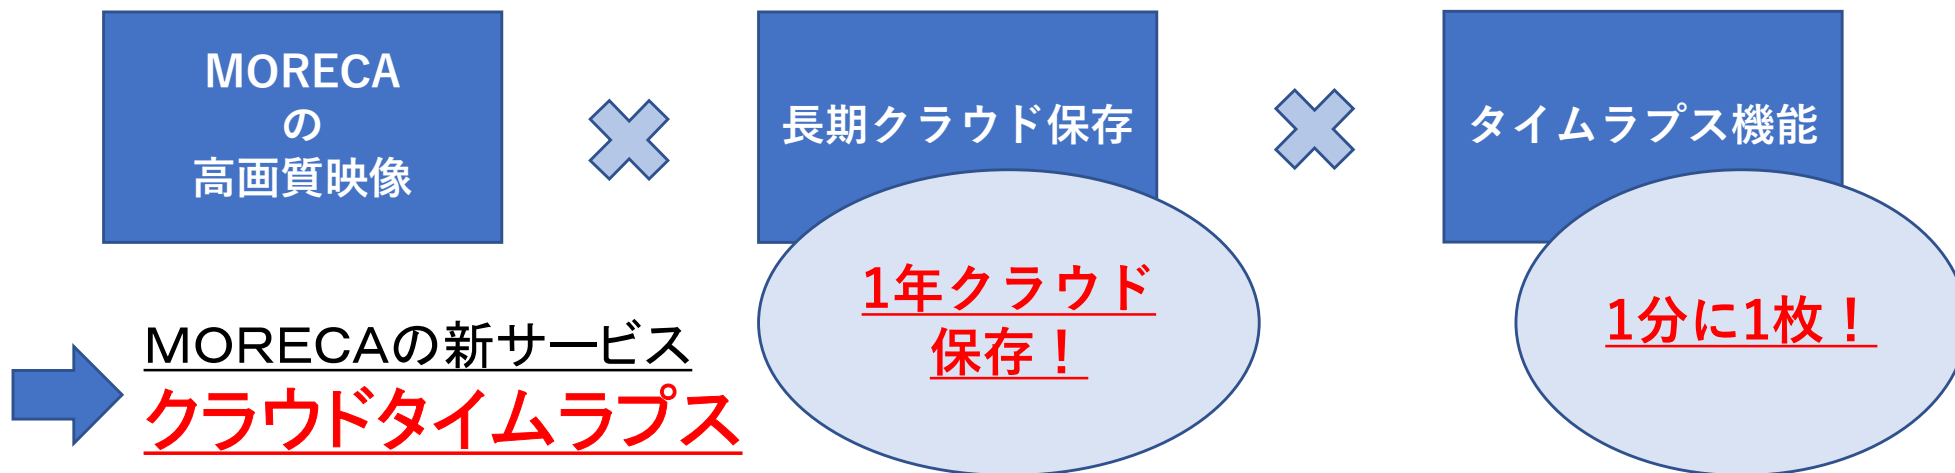 MORECA
の
高画質映像
長期クラウド保存
タイムラプス機能
1年クラウド
保存！
1分に1枚！
MORECAの新サービス
クラウドタイムラプス